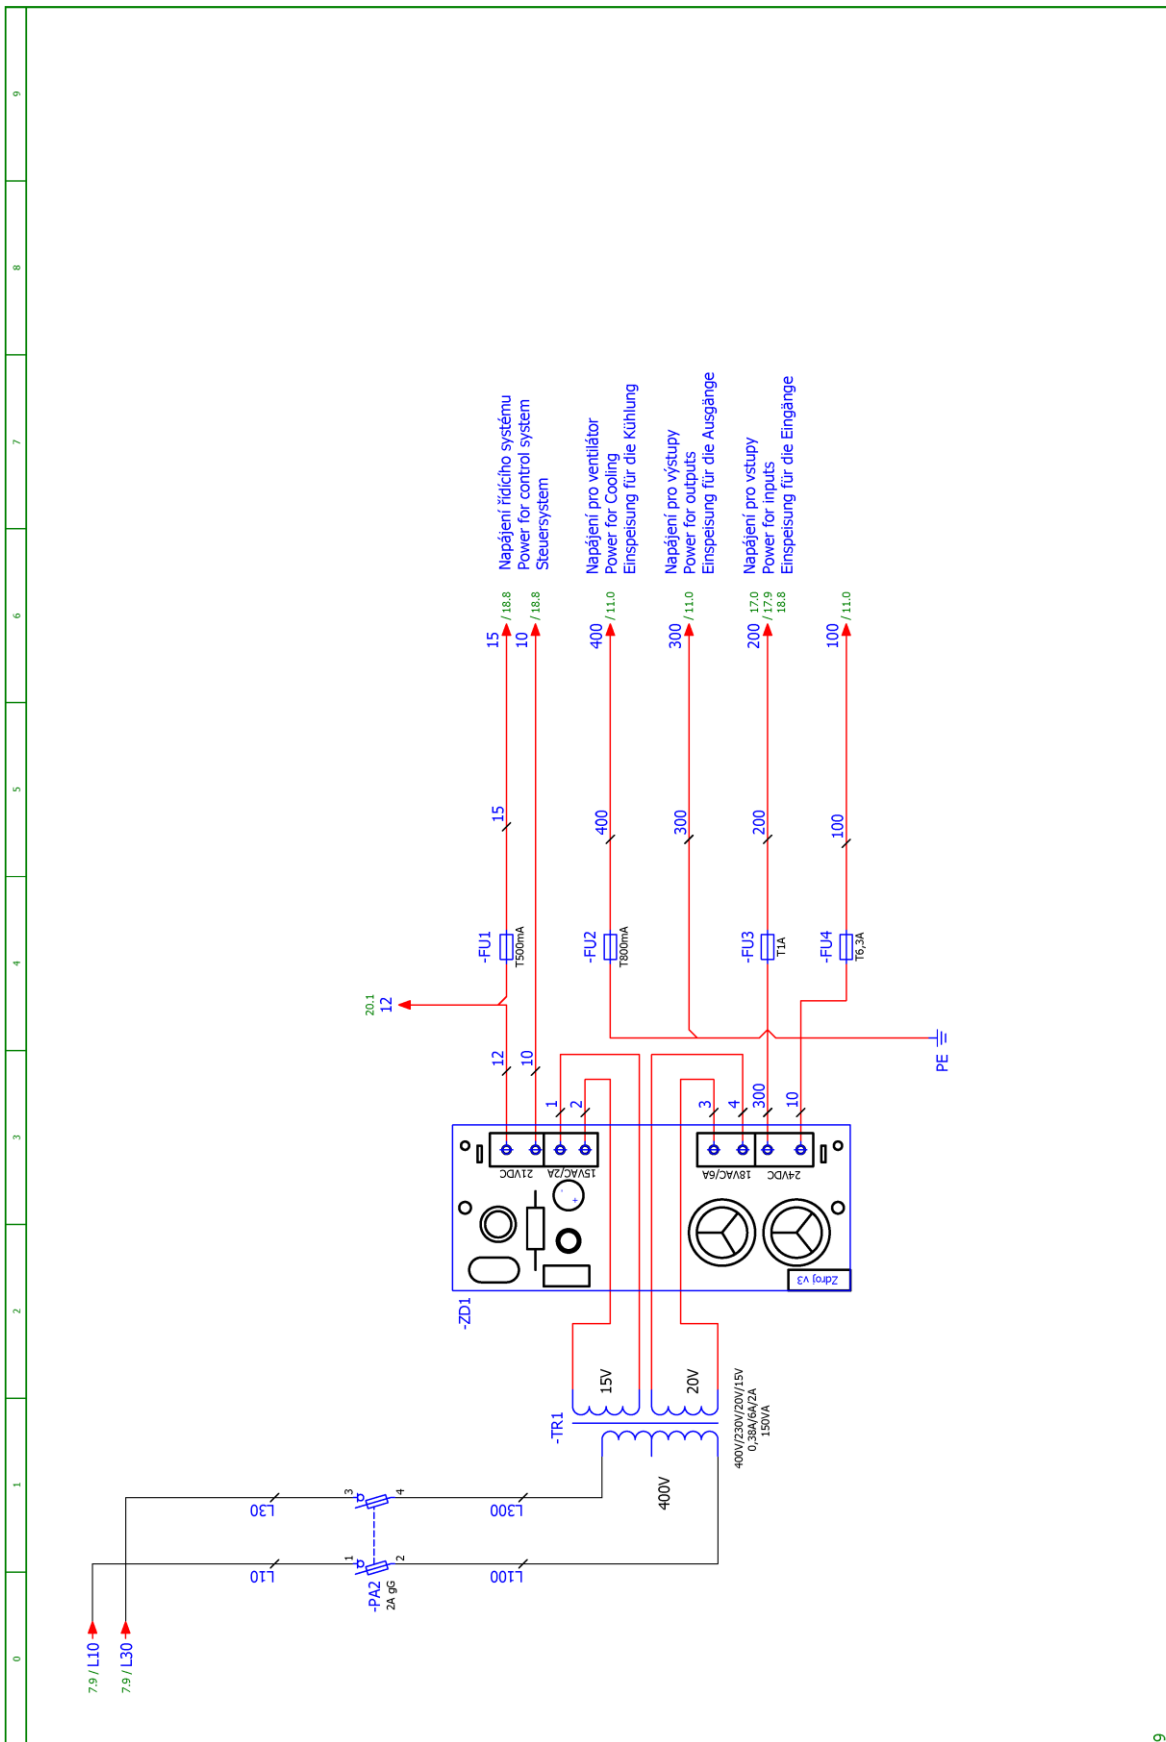 0
1
2
3
4
5
6
7
8
9
7.9 / L10
7.9 / L30
L10
L30
-PA2
2A gG
1
2
3
4
L100
L300
400V
-TR1
15V
20V
400V/230V/20V/15V
0,38A/6A/2A
150VA
-ZD1
Zdroj v3
21VDC
15VAC/2A
18VAC/6A
24VDC
12
10
1
2
3
4
300
10
PE
20.1
12
-FU1
T500mA
-FU2
T800mA
-FU3
T1A
-FU4
T6,3A
15
400
300
200
100
15
/ 18.8
10
/ 18.8
400
/ 11.0
300
/ 11.0
200
17.0
/ 17.9
18.8
100
/ 11.0
Napájení řídícího systému
Power for control system
Steuersystem
Napájení pro ventilátor
Power for Cooling
Einspeisung für die Kühlung
Napájení pro výstupy
Power for outputs
Einspeisung für die Ausgänge
Napájení pro vstupy
Power for inputs
Einspeisung für die Eingänge